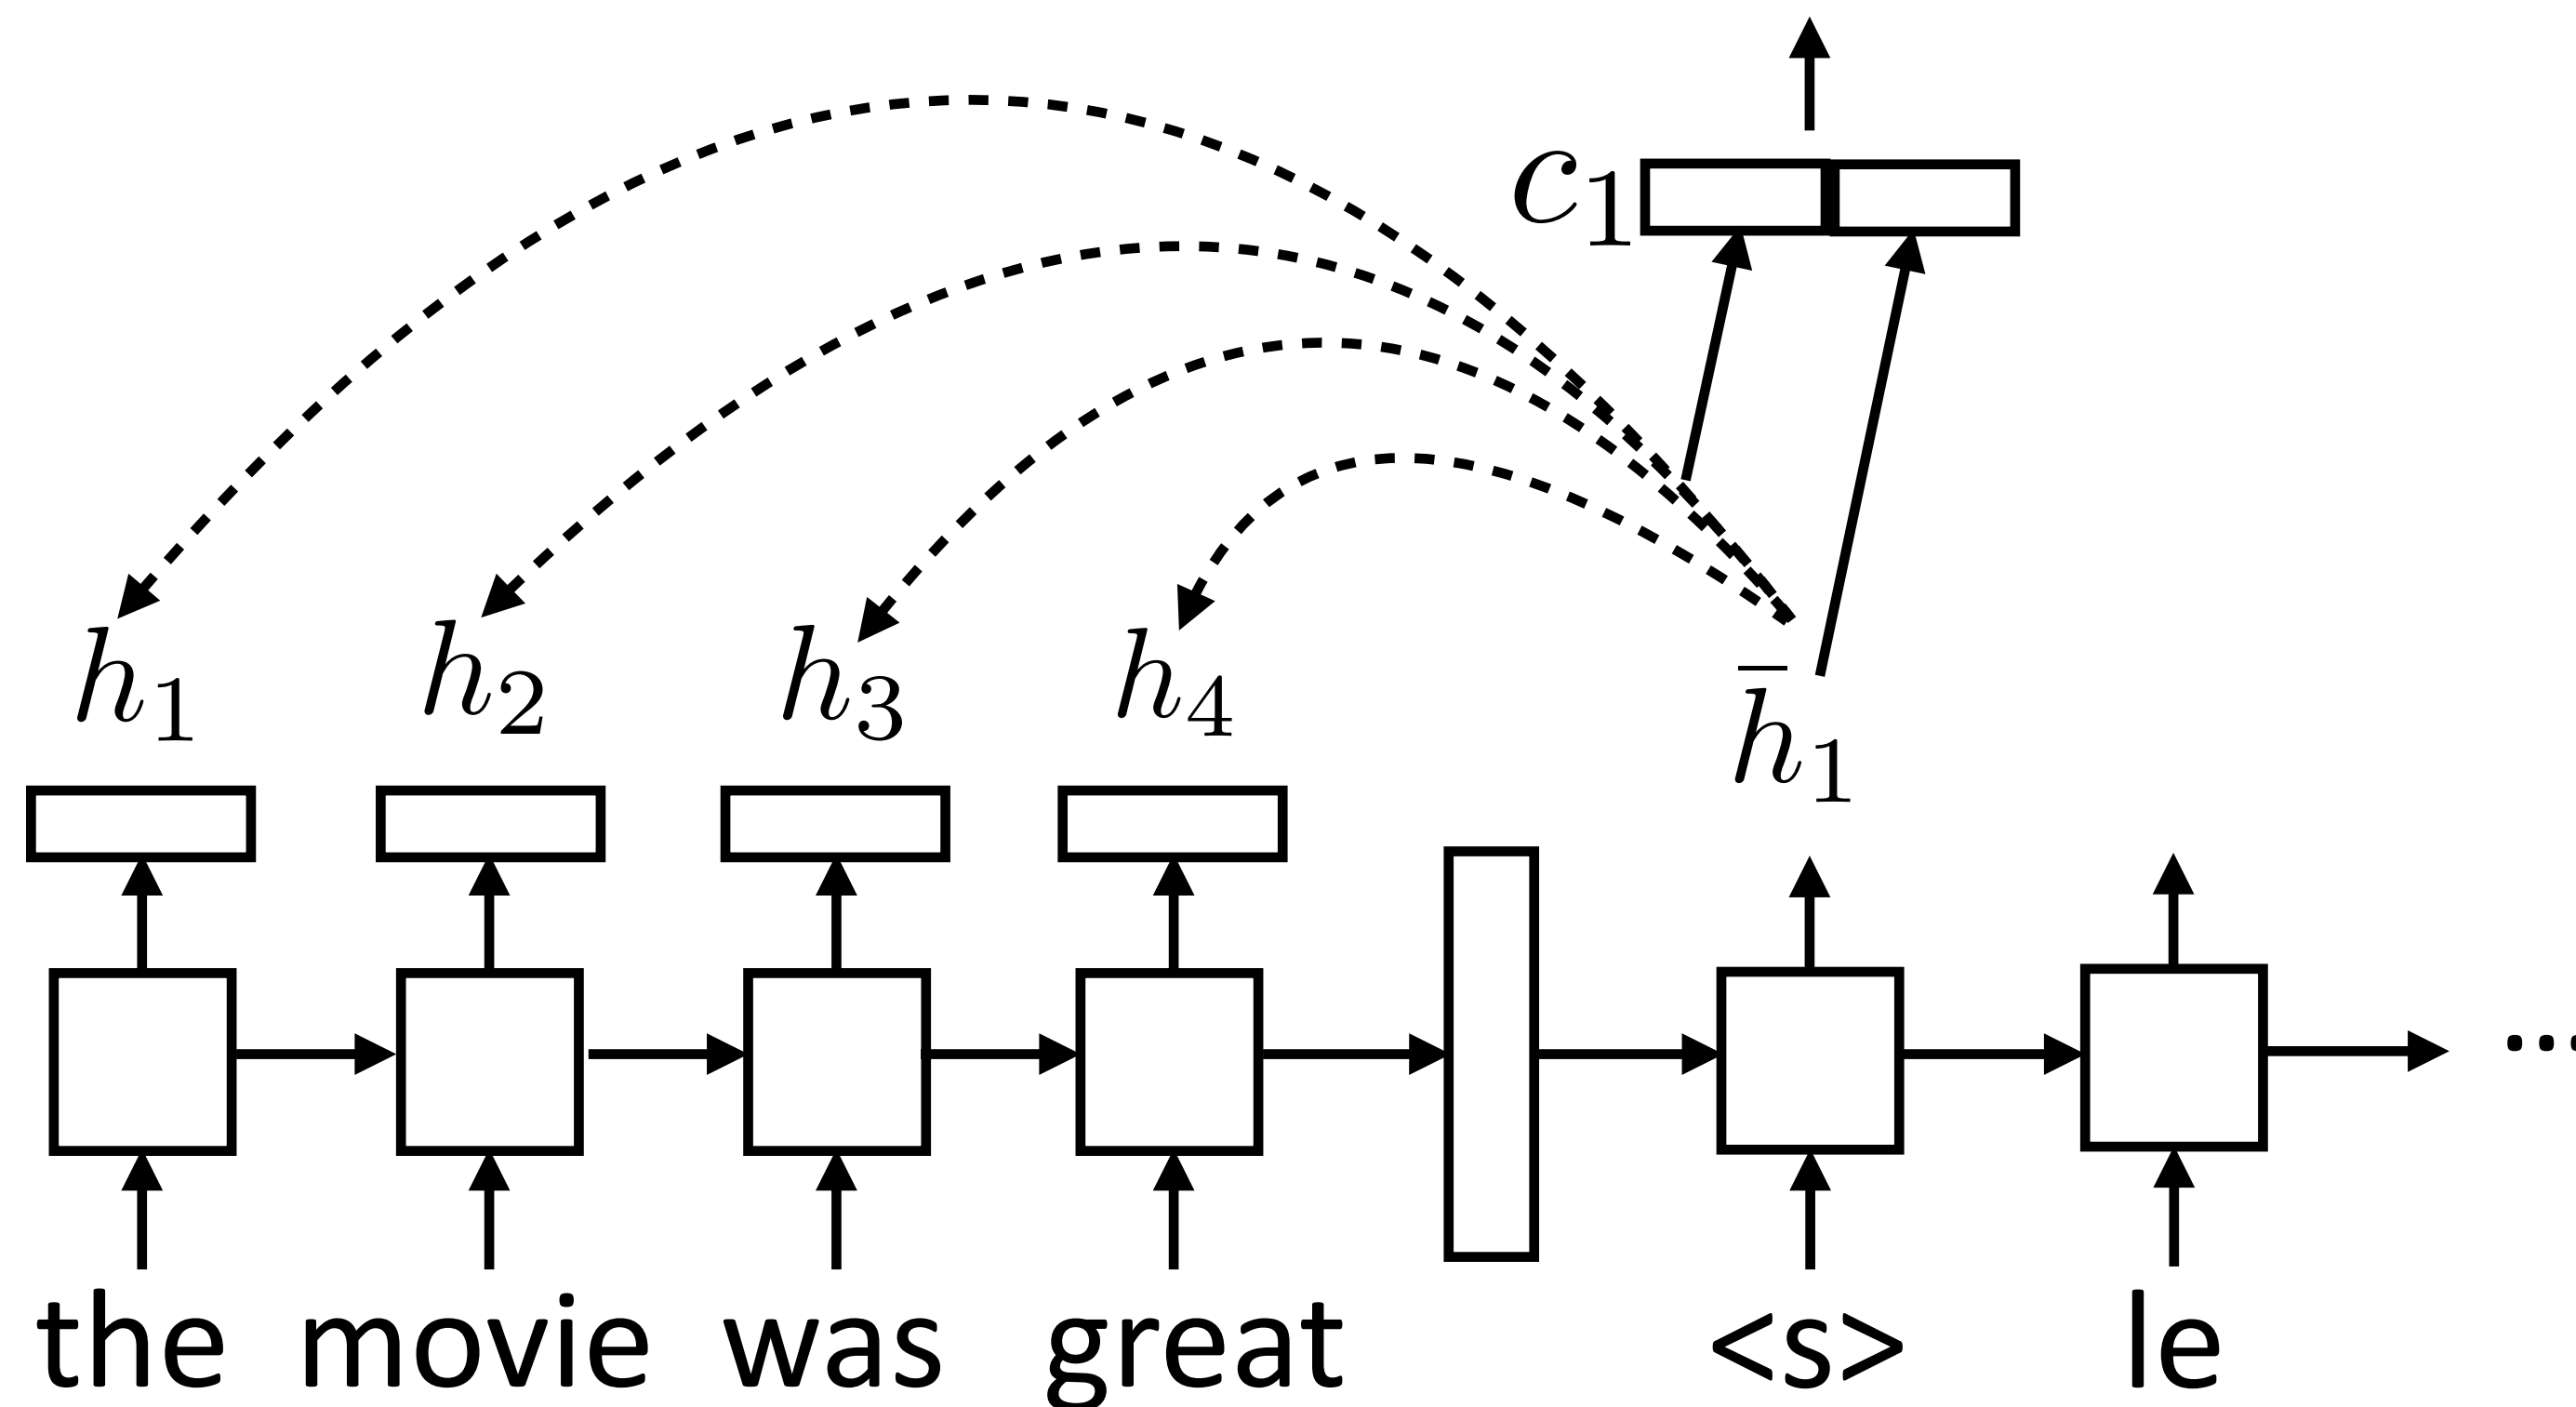 c₁
h₁ h₂ h₃ h₄ h̄₁
...
the movie was great <s> le